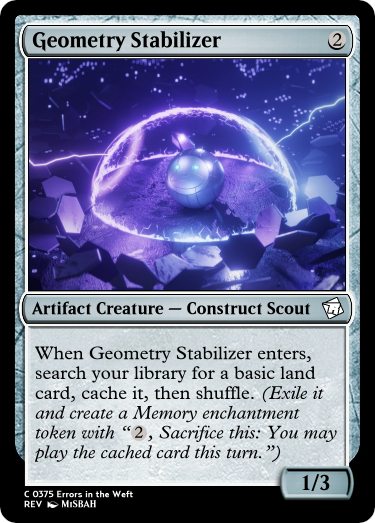 Geometry Stabilizer 2
Artifact Creature — Construct Scout
When Geometry Stabilizer enters,
search your library for a basic land
card, cache it, then shuffle. (Exile it
and create a Memory enchantment
token with “2, Sacrifice this: You may
play the cached card this turn.”)
1/3
C 0375 Errors in the Weft
REV MISBAH